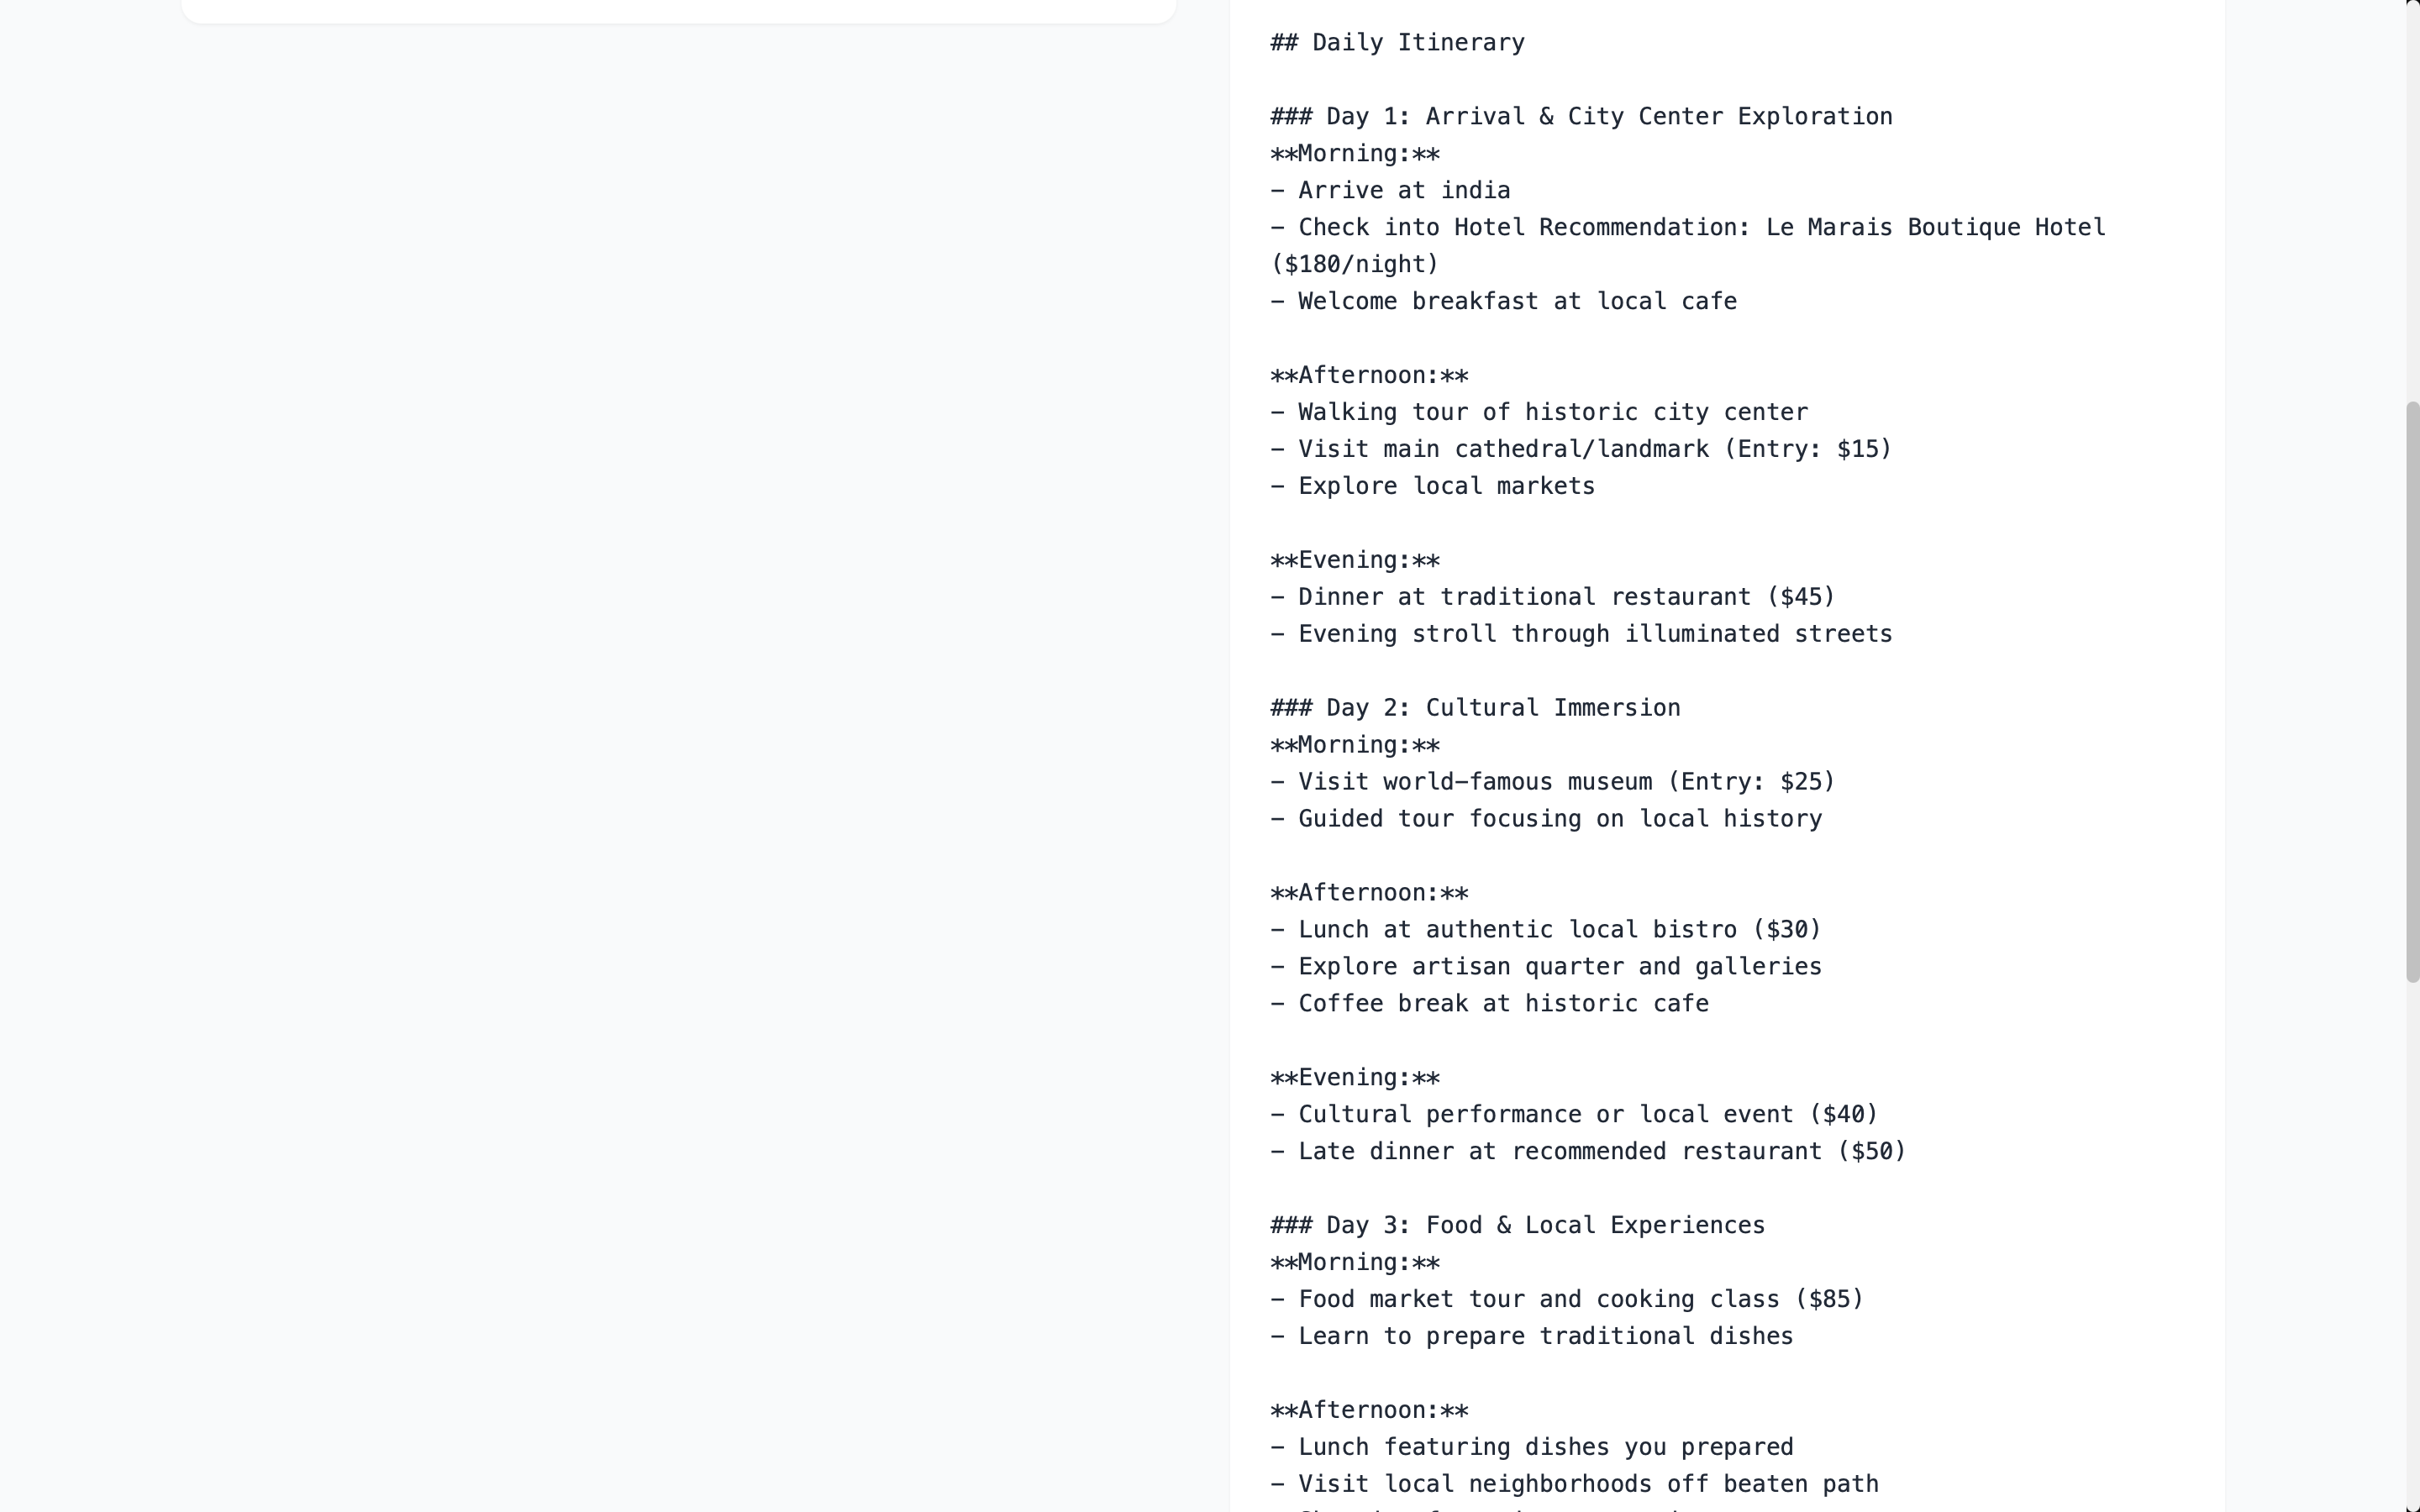 ## Daily Itinerary
### Day 1: Arrival & City Center Exploration
**Morning:**
- Arrive at india
- Check into Hotel Recommendation: Le Marais Boutique Hotel
($180/night)
- Welcome breakfast at local cafe
**Afternoon:**
- Walking tour of historic city center
- Visit main cathedral/landmark (Entry: $15)
- Explore local markets
**Evening:**
- Dinner at traditional restaurant ($45)
- Evening stroll through illuminated streets
### Day 2: Cultural Immersion
**Morning:**
- Visit world-famous museum (Entry: $25)
- Guided tour focusing on local history
**Afternoon:**
- Lunch at authentic local bistro ($30)
- Explore artisan quarter and galleries
- Coffee break at historic cafe
**Evening:**
- Cultural performance or local event ($40)
- Late dinner at recommended restaurant ($50)
### Day 3: Food & Local Experiences
**Morning:**
- Food market tour and cooking class ($85)
- Learn to prepare traditional dishes
**Afternoon:**
- Lunch featuring dishes you prepared
- Visit local neighborhoods off beaten path